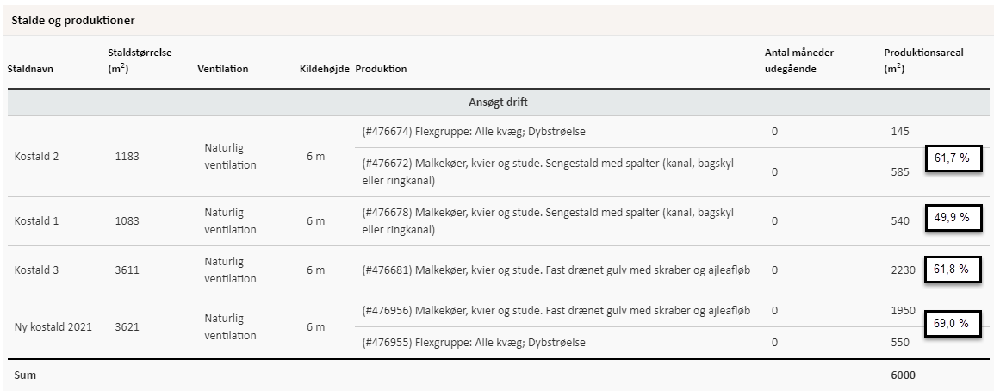 Stalde og produktioner
Staldnavn Staldstørrelse (m²) Ventilation Kildehøjde Produktion Antal måneder udegående Produktionsareal (m²)
Ansøgt drift
Kostald 2 1183 Naturlig ventilation 6 m
(#476674) Flexgruppe: Alle kvæg; Dybstrøelse 0 145
(#476672) Malkekøer, kvier og stude. Sengestald med spalter (kanal, bagskyl
eller ringkanal) 0 585
61,7 %
Kostald 1 1083 Naturlig ventilation 6 m
(#476678) Malkekøer, kvier og stude. Sengestald med spalter (kanal, bagskyl
eller ringkanal) 0 540
49,9 %
Kostald 3 3611 Naturlig ventilation 6 m
(#476681) Malkekøer, kvier og stude. Fast drænet gulv med skraber og ajleafløb 0 2230
61,8 %
Ny kostald 2021 3621 Naturlig ventilation 6 m
(#476956) Malkekøer, kvier og stude. Fast drænet gulv med skraber og ajleafløb 0 1950
(#476955) Flexgruppe: Alle kvæg; Dybstrøelse 0 550
69,0 %
Sum 6000